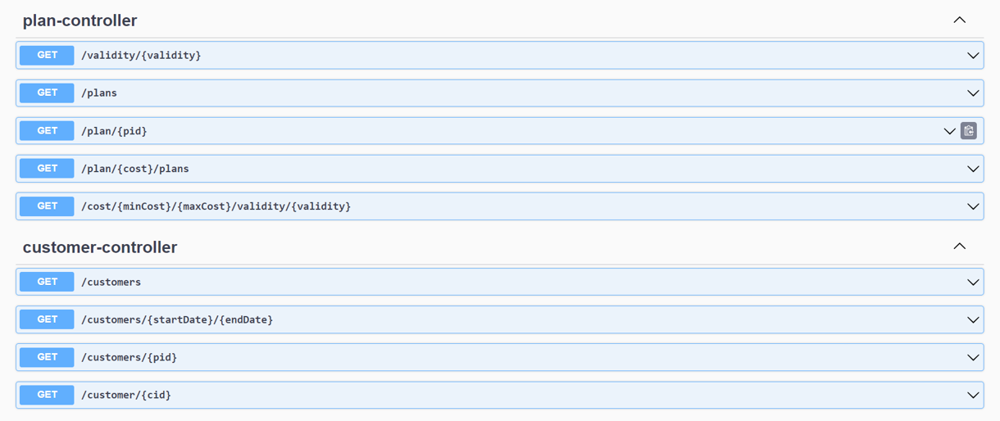 plan-controller
GET /validity/{validity}
GET /plans
GET /plan/{pid}
GET /plan/{cost}/plans
GET /cost/{minCost}/{maxCost}/validity/{validity}
customer-controller
GET /customers
GET /customers/{startDate}/{endDate}
GET /customers/{pid}
GET /customer/{cid}